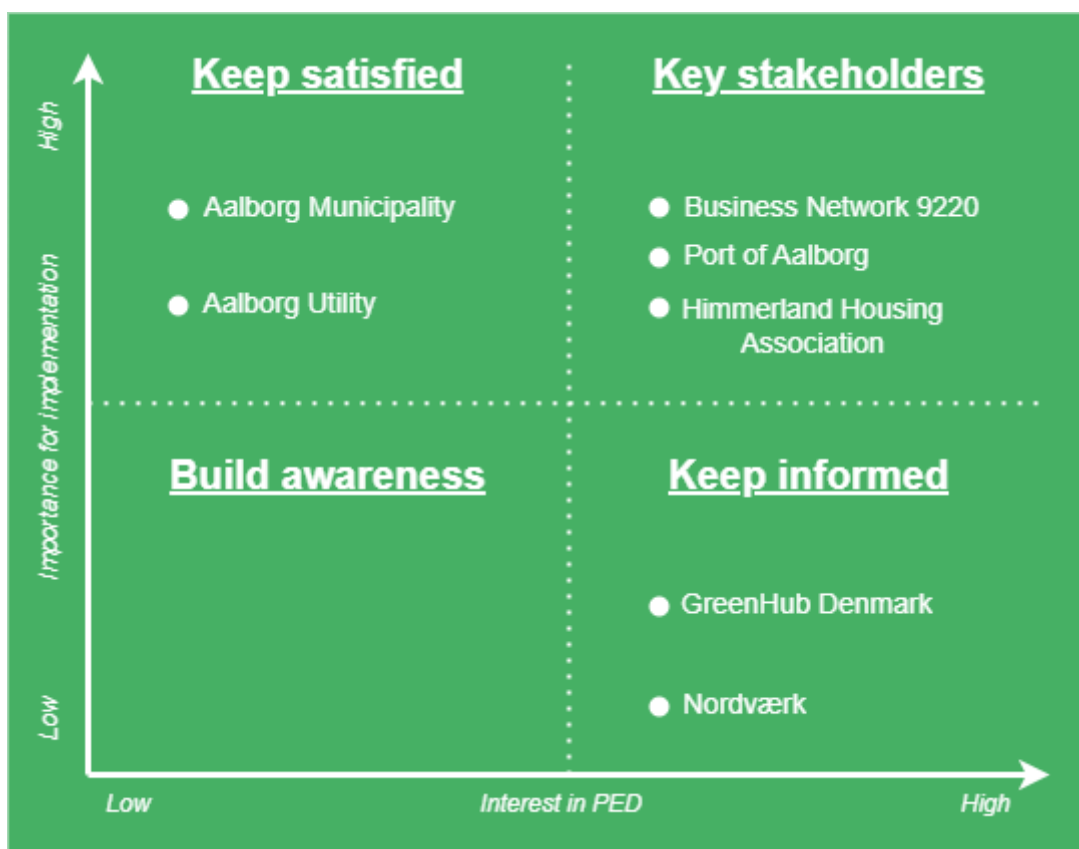 Keep satisfied
Key stakeholders
High
Aalborg Municipality
Business Network 9220
Port of Aalborg
Aalborg Utility
Himmerland Housing
Association
Importance for implementation
Build awareness
Keep informed
GreenHub Denmark
Nordværk
Low
Low
Interest in PED
High